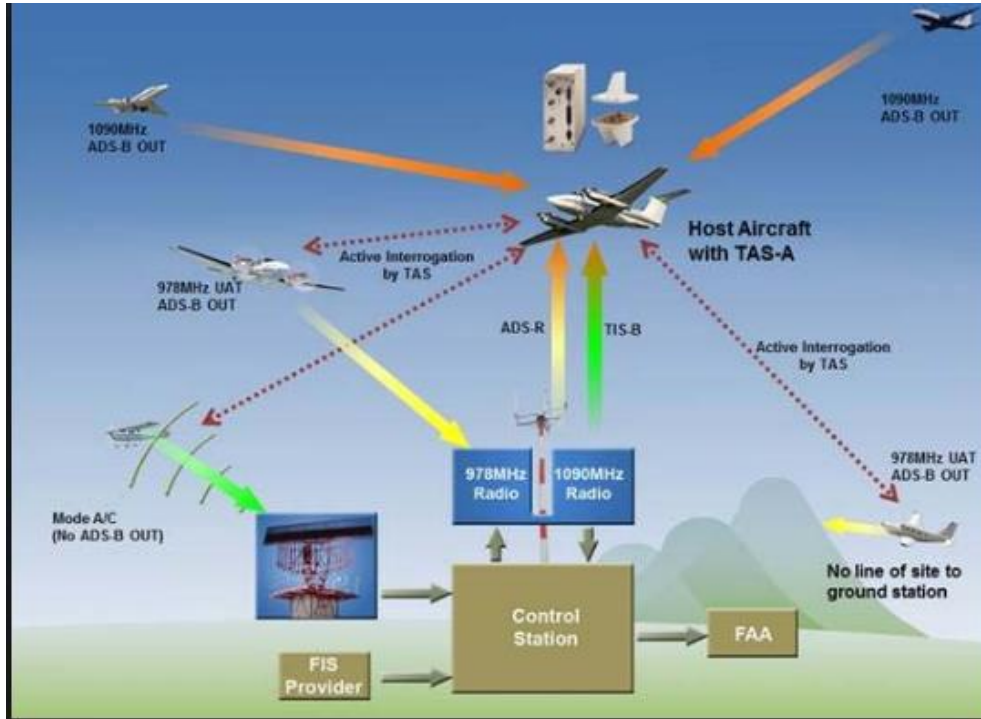 1090MHz
ADS-B OUT
1090MHz
ADS-B OUT
Host Aircraft
with TAS-A
Active Interrogation
by TAS
978MHz UAT
ADS-B OUT
ADS-R
TIS-B
Active Interrogation
by TAS
978MHz
Radio
1090MHz
Radio
978MHz UAT
ADS-B OUT
Mode A/C
(No ADS-B OUT)
No line of site to
ground station
Control
Station
FAA
FIS
Provider